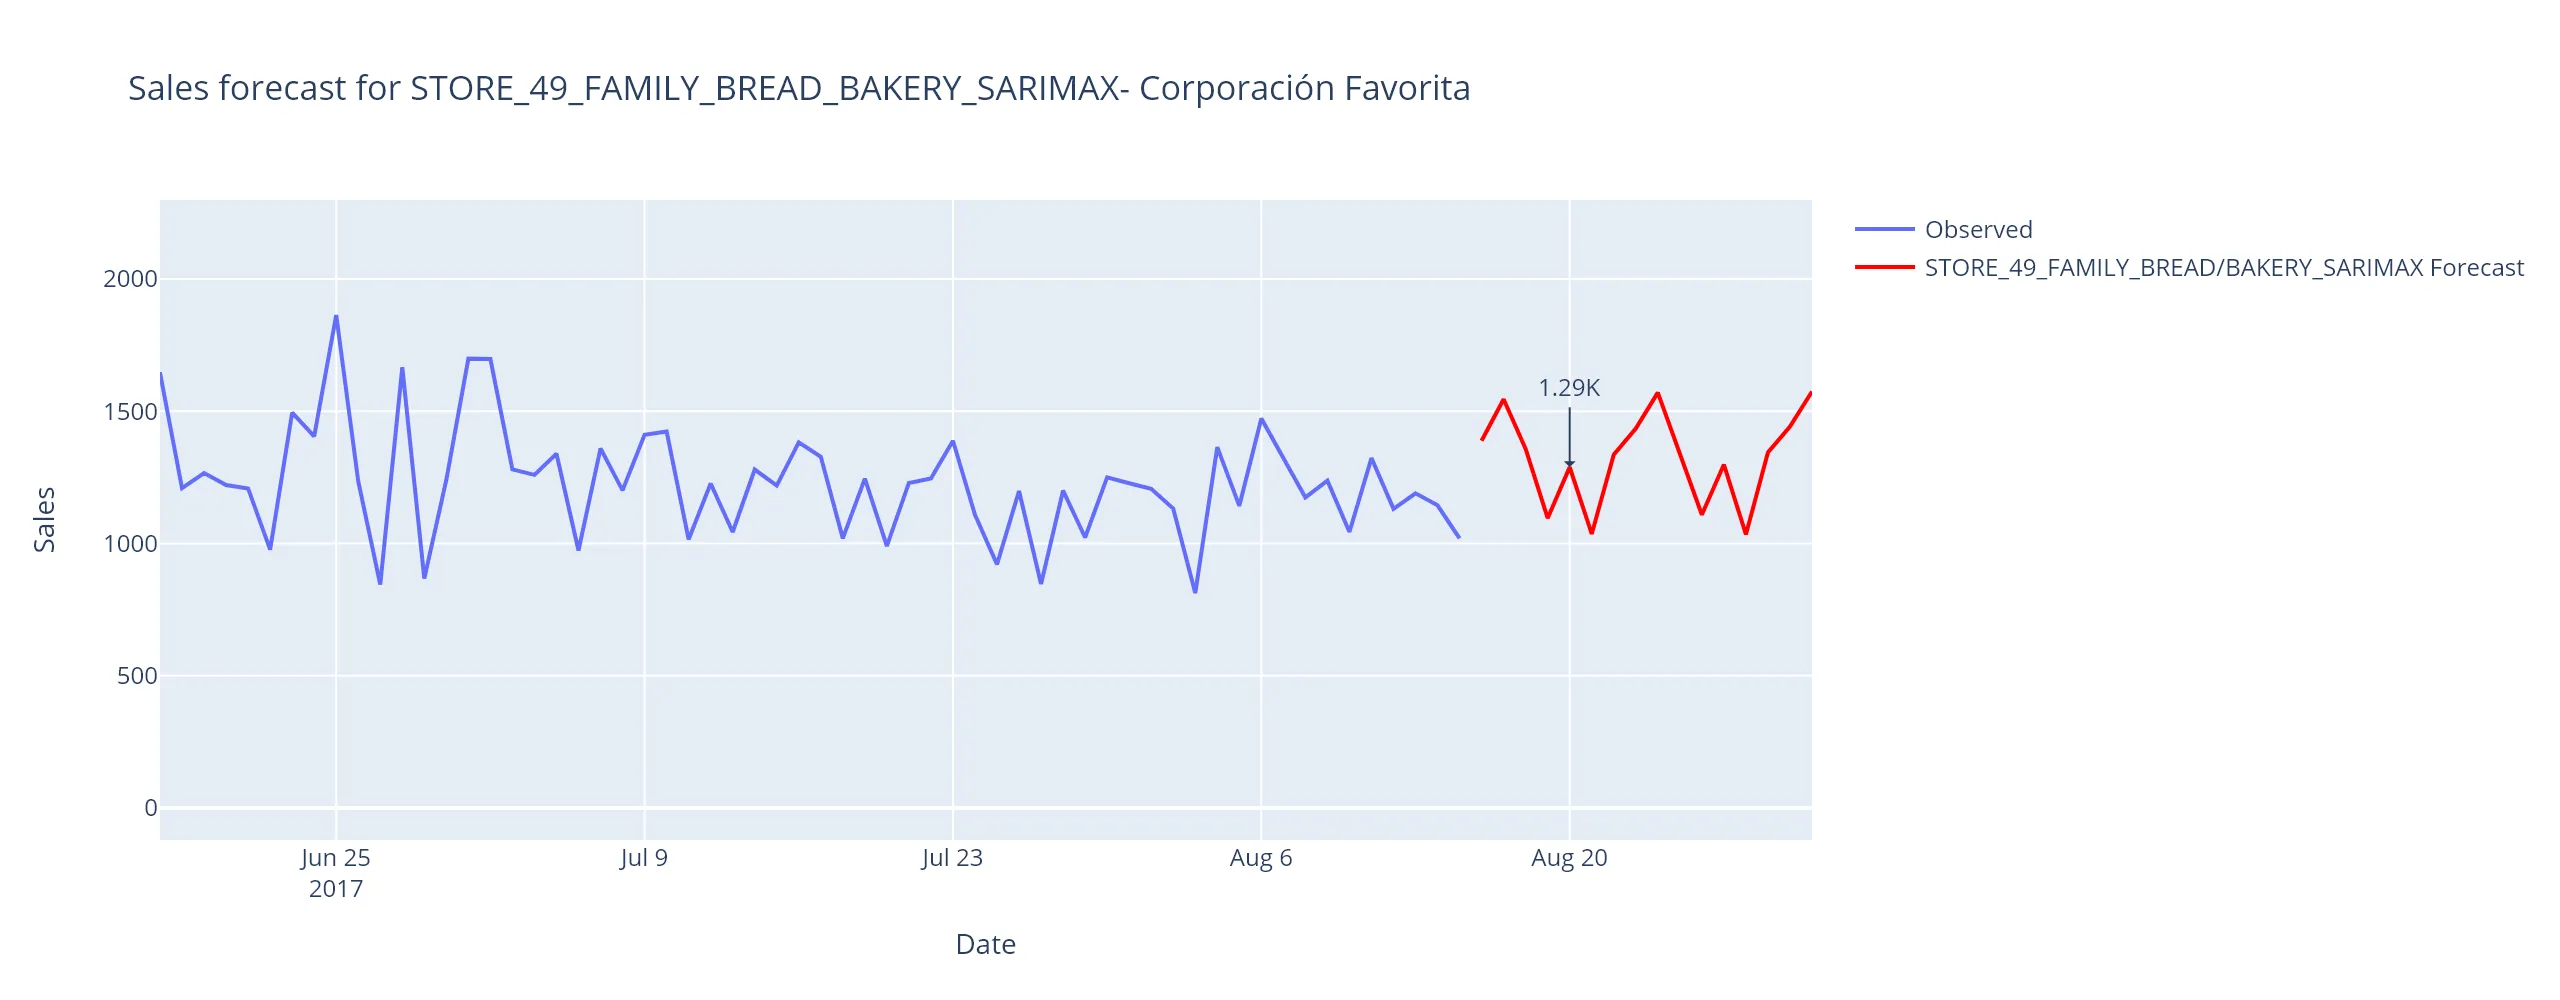 Sales forecast for STORE_49_FAMILY_BREAD_BAKERY_SARIMAX- Corporación Favorita
Observed
STORE_49_FAMILY_BREAD/BAKERY_SARIMAX Forecast
2000
1500
1000
500
0
Sales
1.29K
Jun 25
2017
Jul 9
Jul 23
Aug 6
Aug 20
Date